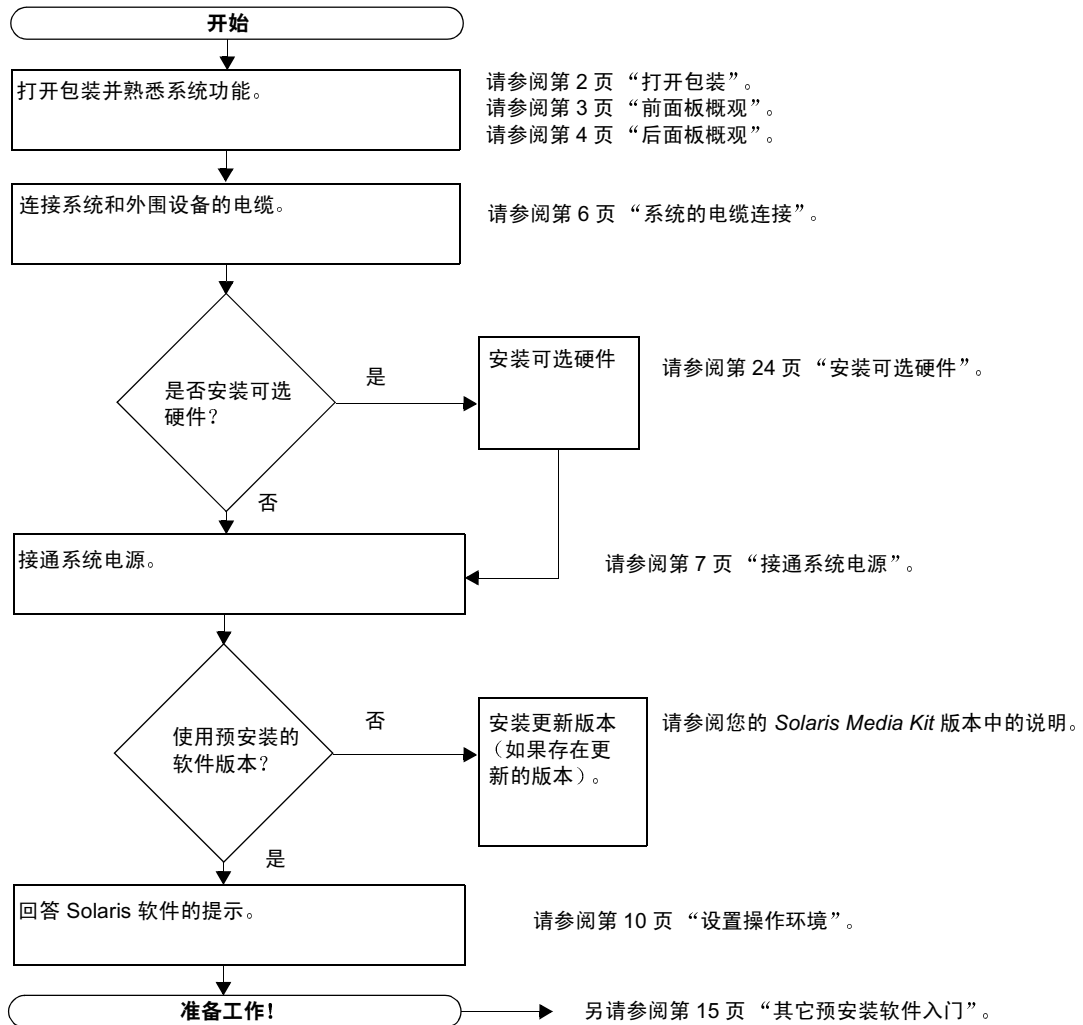 开始
打开包装并熟悉系统功能。
请参阅第 2 页 “打开包装”。
请参阅第 3 页 “前面板概观”。
请参阅第 4 页 “后面板概观”。
连接系统和外围设备的电缆。
请参阅第 6 页 “系统的电缆连接”。
是否安装可选
硬件？
是
安装可选硬件
请参阅第 24 页 “安装可选硬件”。
否
接通系统电源。
请参阅第 7 页 “接通系统电源”。
使用预安装的
软件版本？
否
安装更新版本
（如果存在更
新的版本）。
请参阅您的 Solaris Media Kit 版本中的说明。
是
回答 Solaris 软件的提示。
请参阅第 10 页 “设置操作环境”。
准备工作！
另请参阅第 15 页 “其它预安装软件入门”。